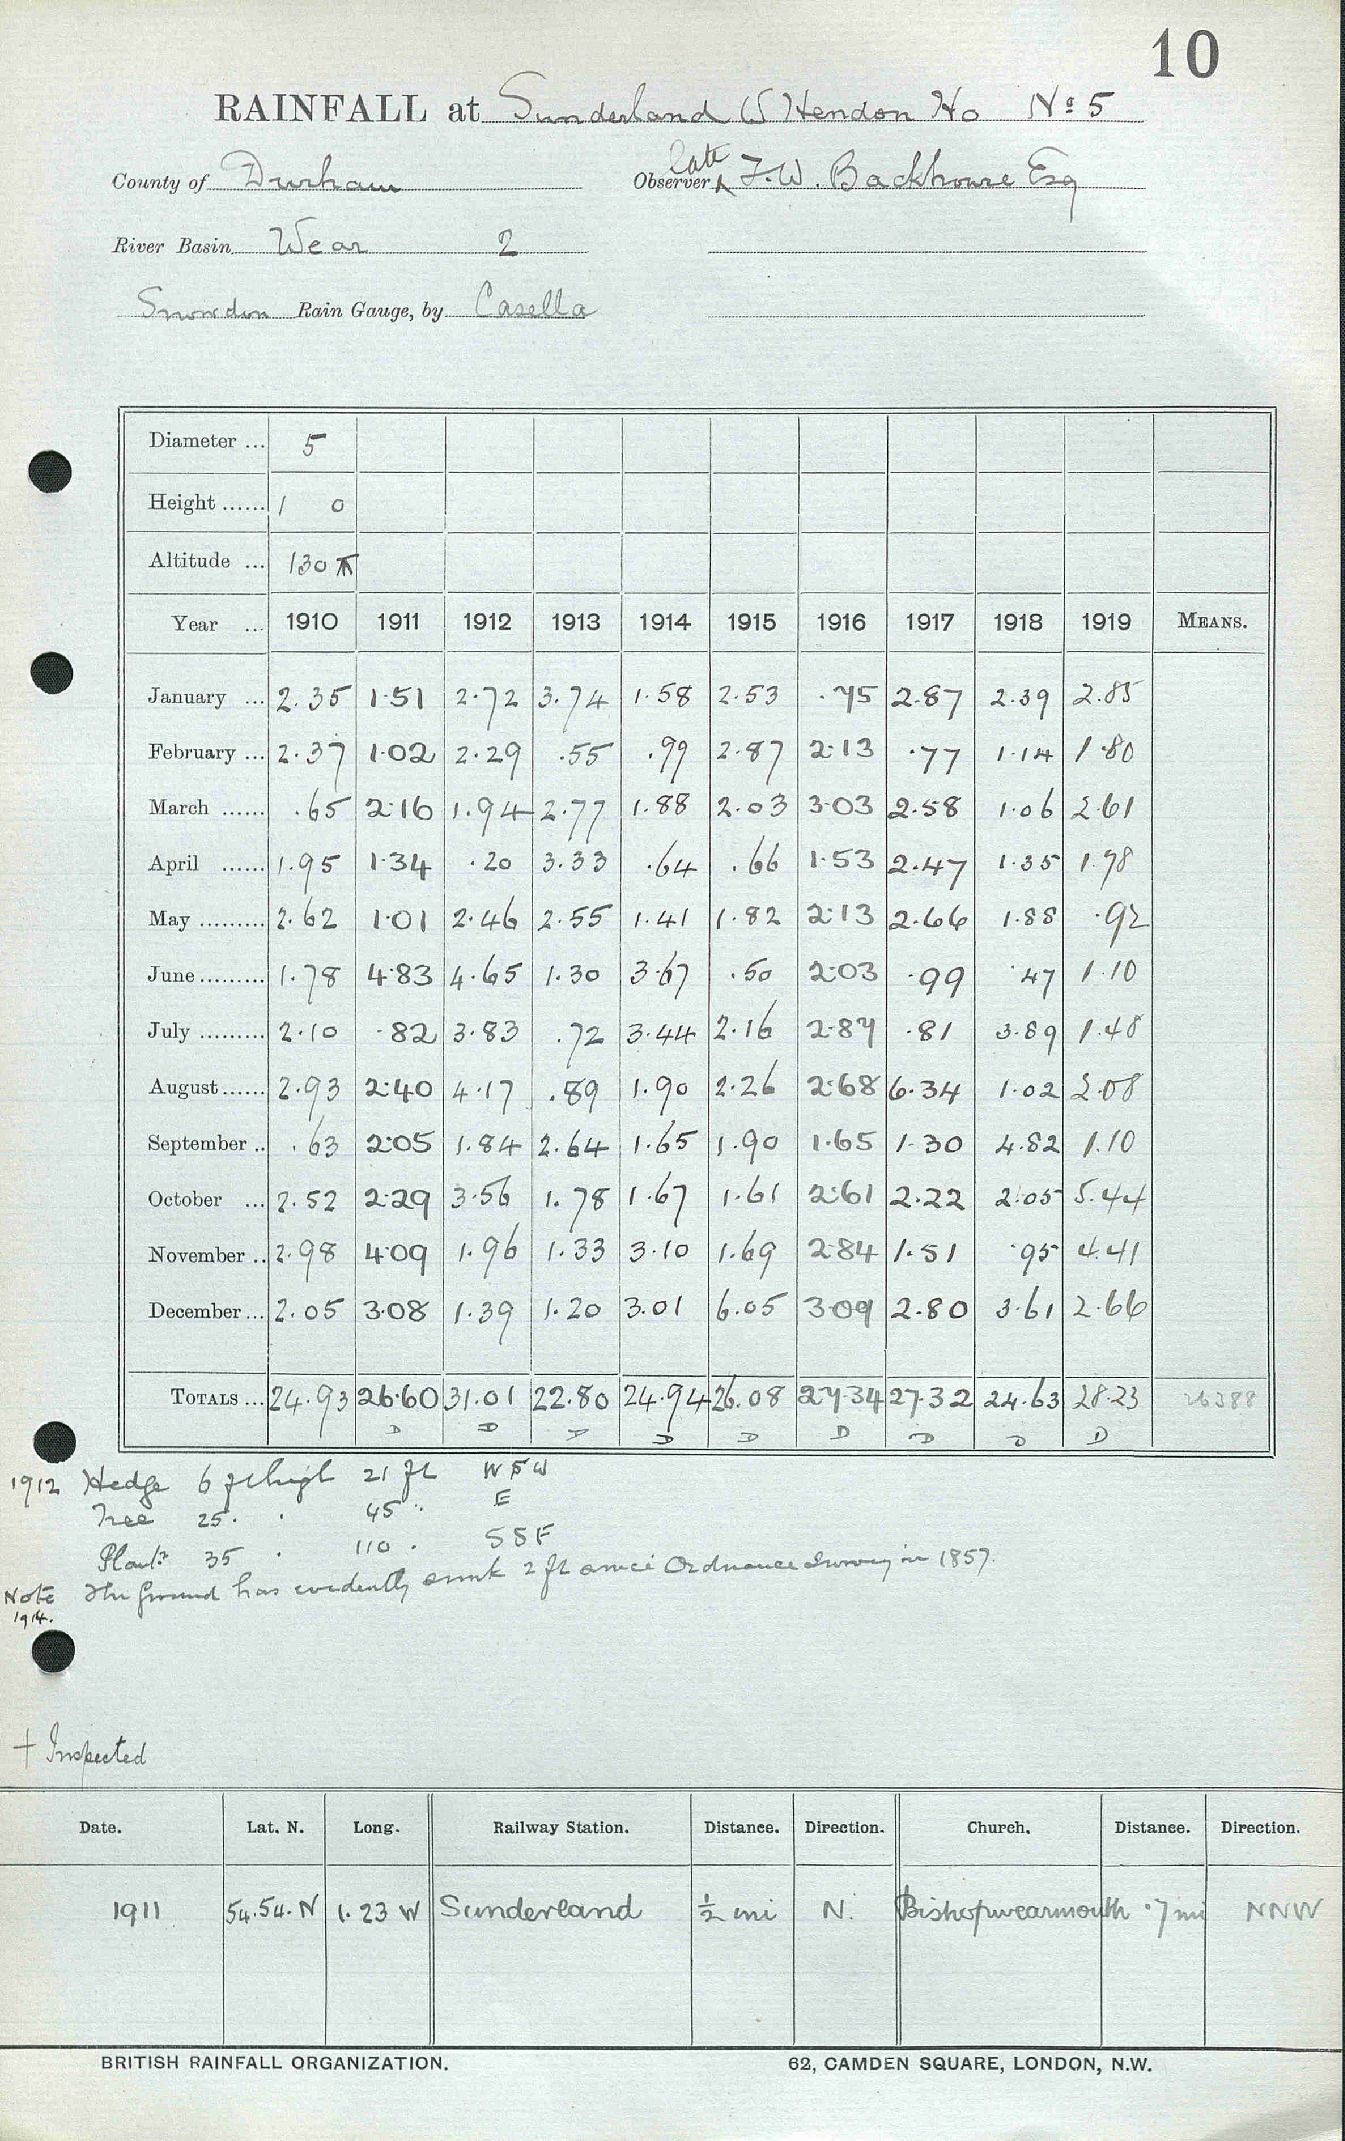 10
RAINFALL at Sunderland (W Hendon Ho No 5
County of Durham Observer late T.W. Backhouse Esq
River Basin Wear 2
Snowdon Rain Gauge, by Casella
Diameter ... 5
Height ...... 1 0
Altitude ... 130 ft
Year ... 1910 1911 1912 1913 1914 1915 1916 1917 1918 1919 MEANS.
January ... 2.35 1.51 2.72 3.74 1.58 2.53 .75 2.87 2.39 2.85
February ... 2.37 1.02 2.29 .55 .99 2.87 2.13 .77 1.14 1.80
March ...... .65 2.16 1.94 2.77 1.88 2.03 3.03 2.58 1.06 2.61
April ...... 1.95 1.34 .20 3.33 .64 .66 1.53 2.47 1.35 1.78
May ......... 2.62 1.01 2.46 2.55 1.41 1.82 2.13 2.66 1.88 .92
June ......... 1.78 4.83 4.65 1.30 3.67 .50 2.03 .99 .47 1.10
July ......... 2.10 .82 3.83 .72 3.44 2.16 2.87 .81 3.89 1.48
August ...... 2.93 2.40 4.17 .89 1.90 2.26 2.68 6.34 1.02 2.08
September .. .63 2.05 1.84 2.64 1.65 1.90 1.65 1.30 4.82 1.10
October ... 2.52 2.29 3.56 1.78 1.67 1.61 2.61 2.22 2.05 5.44
November .. 2.98 4.09 1.96 1.33 3.10 1.69 2.84 1.51 .95 4.41
December ... 2.05 3.08 1.39 1.20 3.01 6.05 3.09 2.80 3.61 2.66
TOTALS ... 24.93 26.60 31.01 22.80 24.94 26.08 27.34 27.32 24.63 28.23 26388
D D D D D D D D D
1912 Hedge 6 ft high 21 ft WSW
Tree 25 . . 45 " E
Plantn 35 . 110 . SSE
Note The ground has evidently sunk 2 ft since Ordnance Survey in 1857.
1914.
+ Inspected
Date. Lat. N. Long. Railway Station. Distance. Direction. Church. Distance. Direction.
1911 54.54.N 1.23 W Sunderland ½ mi N. Bishopwearmouth .7 mi NNW
BRITISH RAINFALL ORGANIZATION. 62, CAMDEN SQUARE, LONDON, N.W.